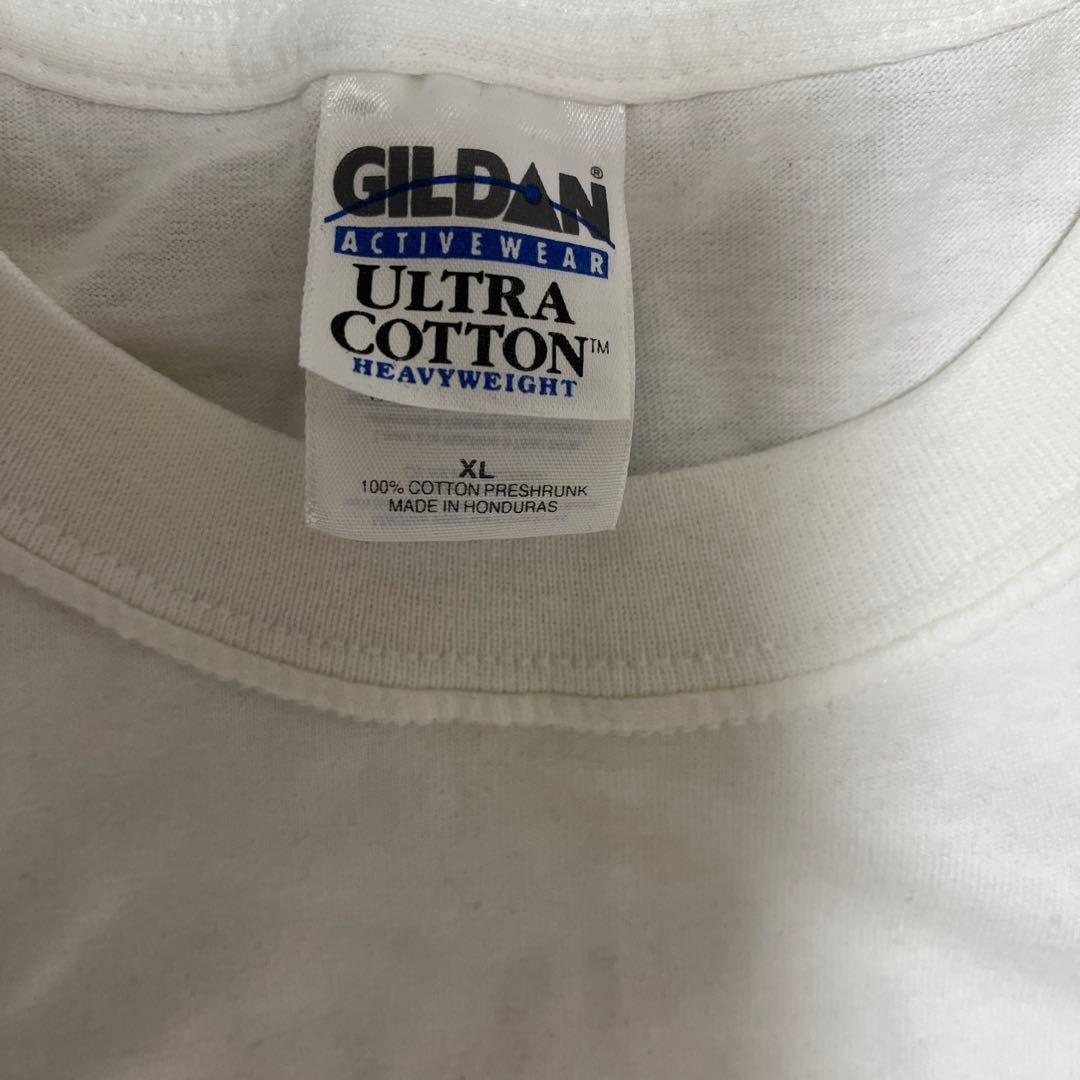 GILDAN®
ACTIVEWEAR
ULTRA
COTTON™
HEAVYWEIGHT
XL
100% COTTON PRESHRUNK
MADE IN HONDURAS